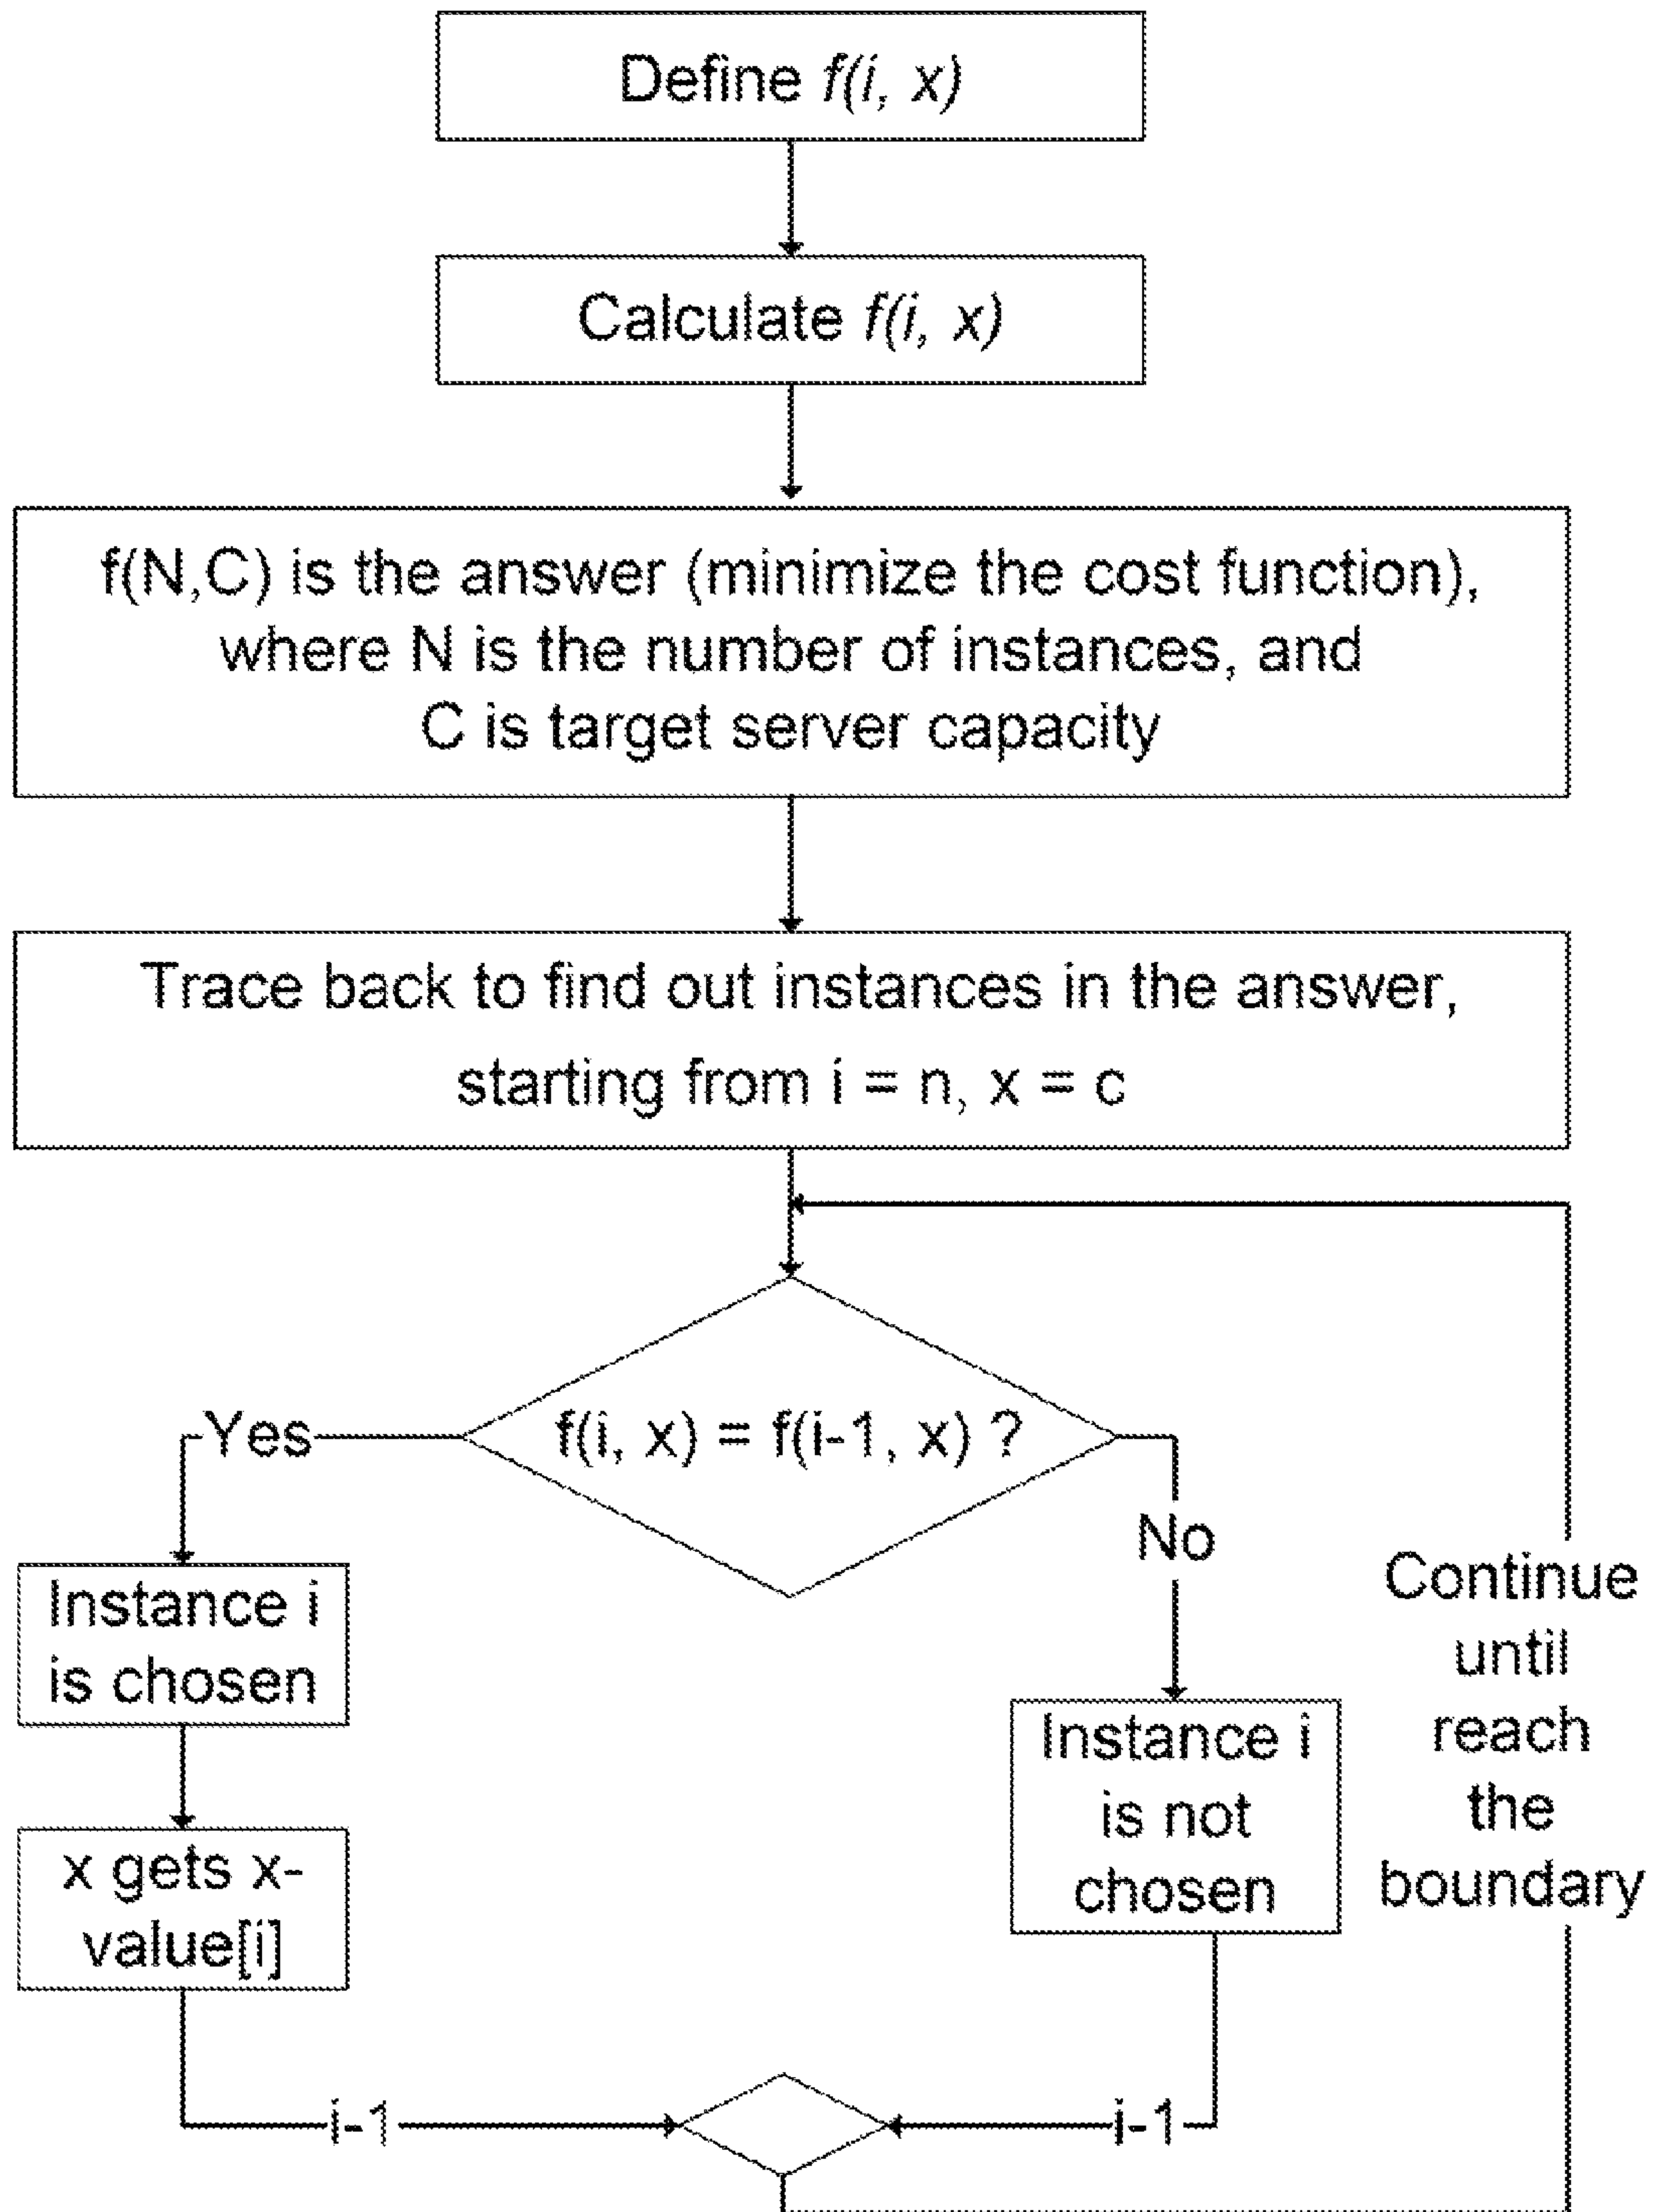 Define f(i, x)
Calculate f(i, x)
f(N,C) is the answer (minimize the cost function),
where N is the number of instances, and
C is target server capacity
Trace back to find out instances in the answer,
starting from i = n, x = c
f(i, x) = f(i-1, x) ?
Yes
No
Instance i
is chosen
x gets x-
value[i]
Instance i
is not
chosen
Continue
until
reach
the
boundary
i-1
i-1